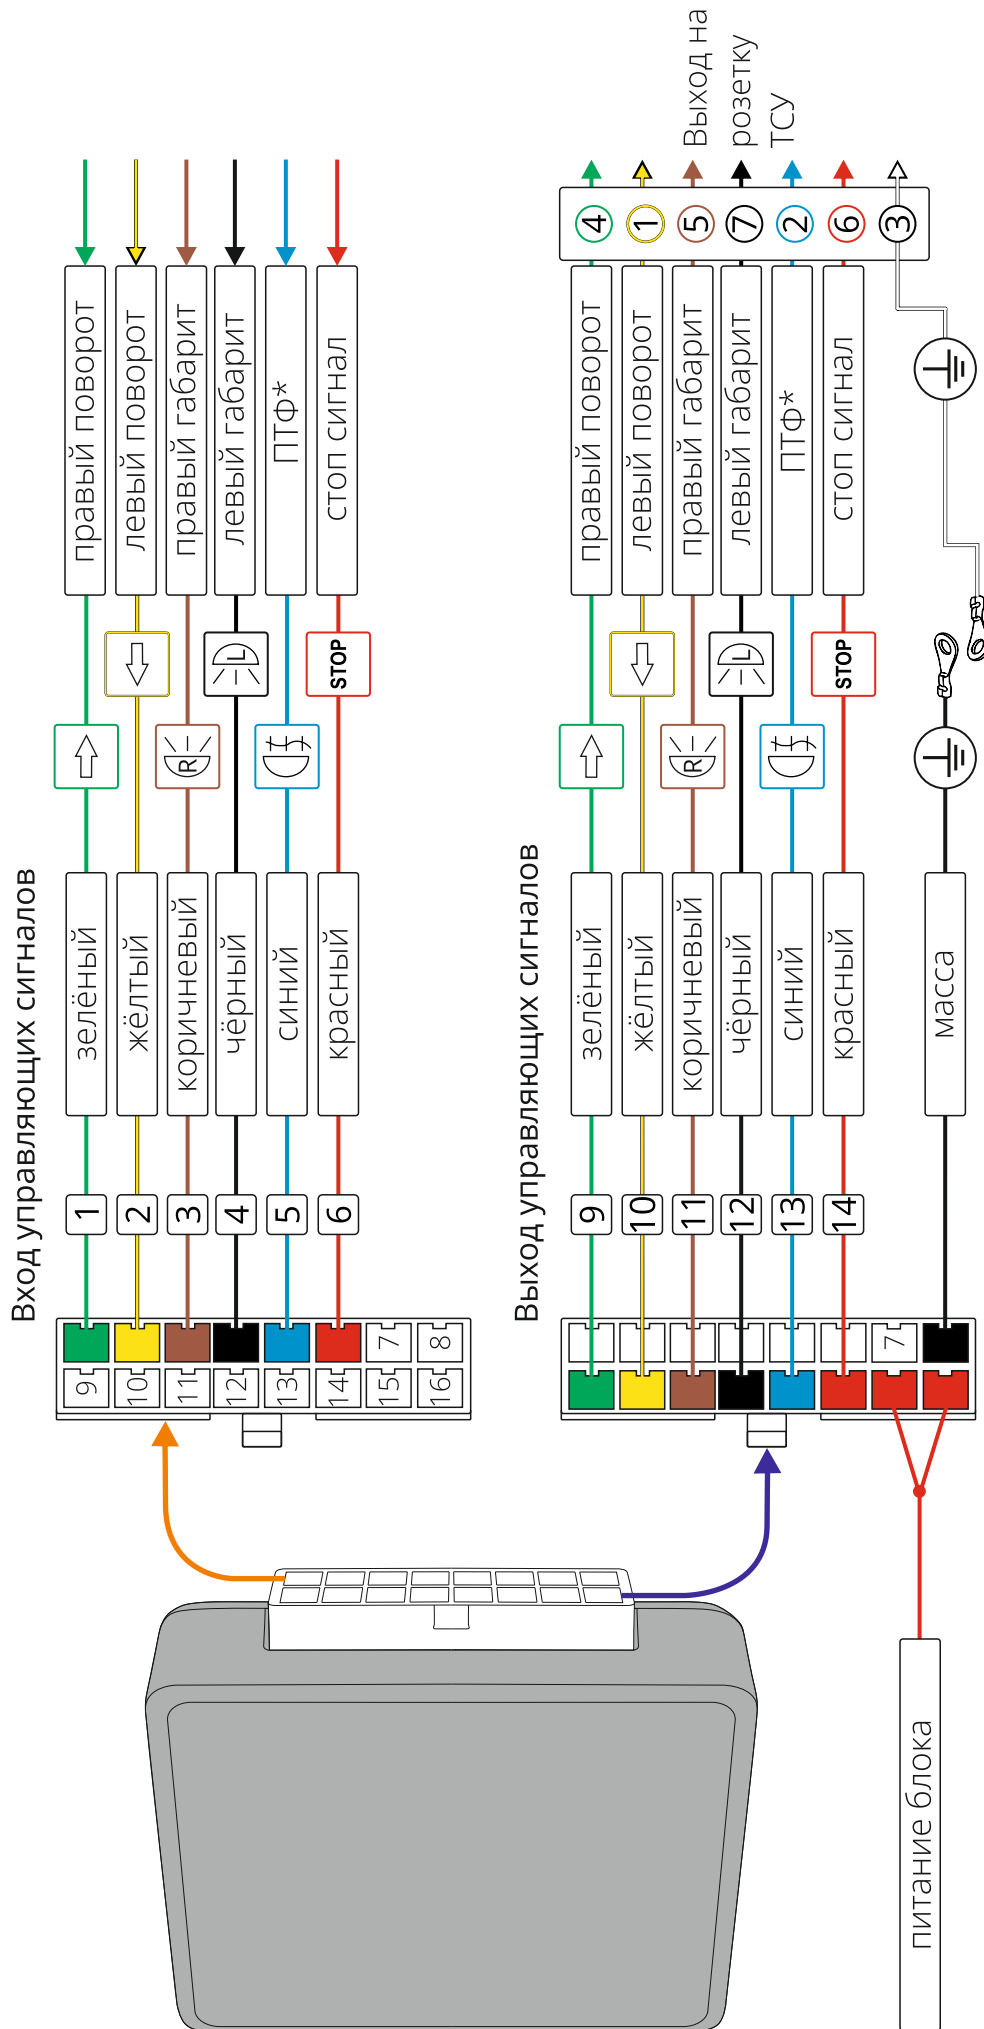 Вход управляющих сигналов
9 1 зелёный правый поворот
10 2 жёлтый левый поворот
11 3 коричневый R правый габарит
12 4 чёрный L левый габарит
13 5 синий ПТФ*
14 6 красный STOP стоп сигнал
15 7
16 8
Выход управляющих сигналов
9 зелёный правый поворот 4
10 жёлтый левый поворот 1
11 коричневый R правый габарит 5
12 чёрный L левый габарит 7
13 синий ПТФ* 2
14 красный STOP стоп сигнал 6
7
3
Выход на
розетку
ТСУ
питание блока
масса